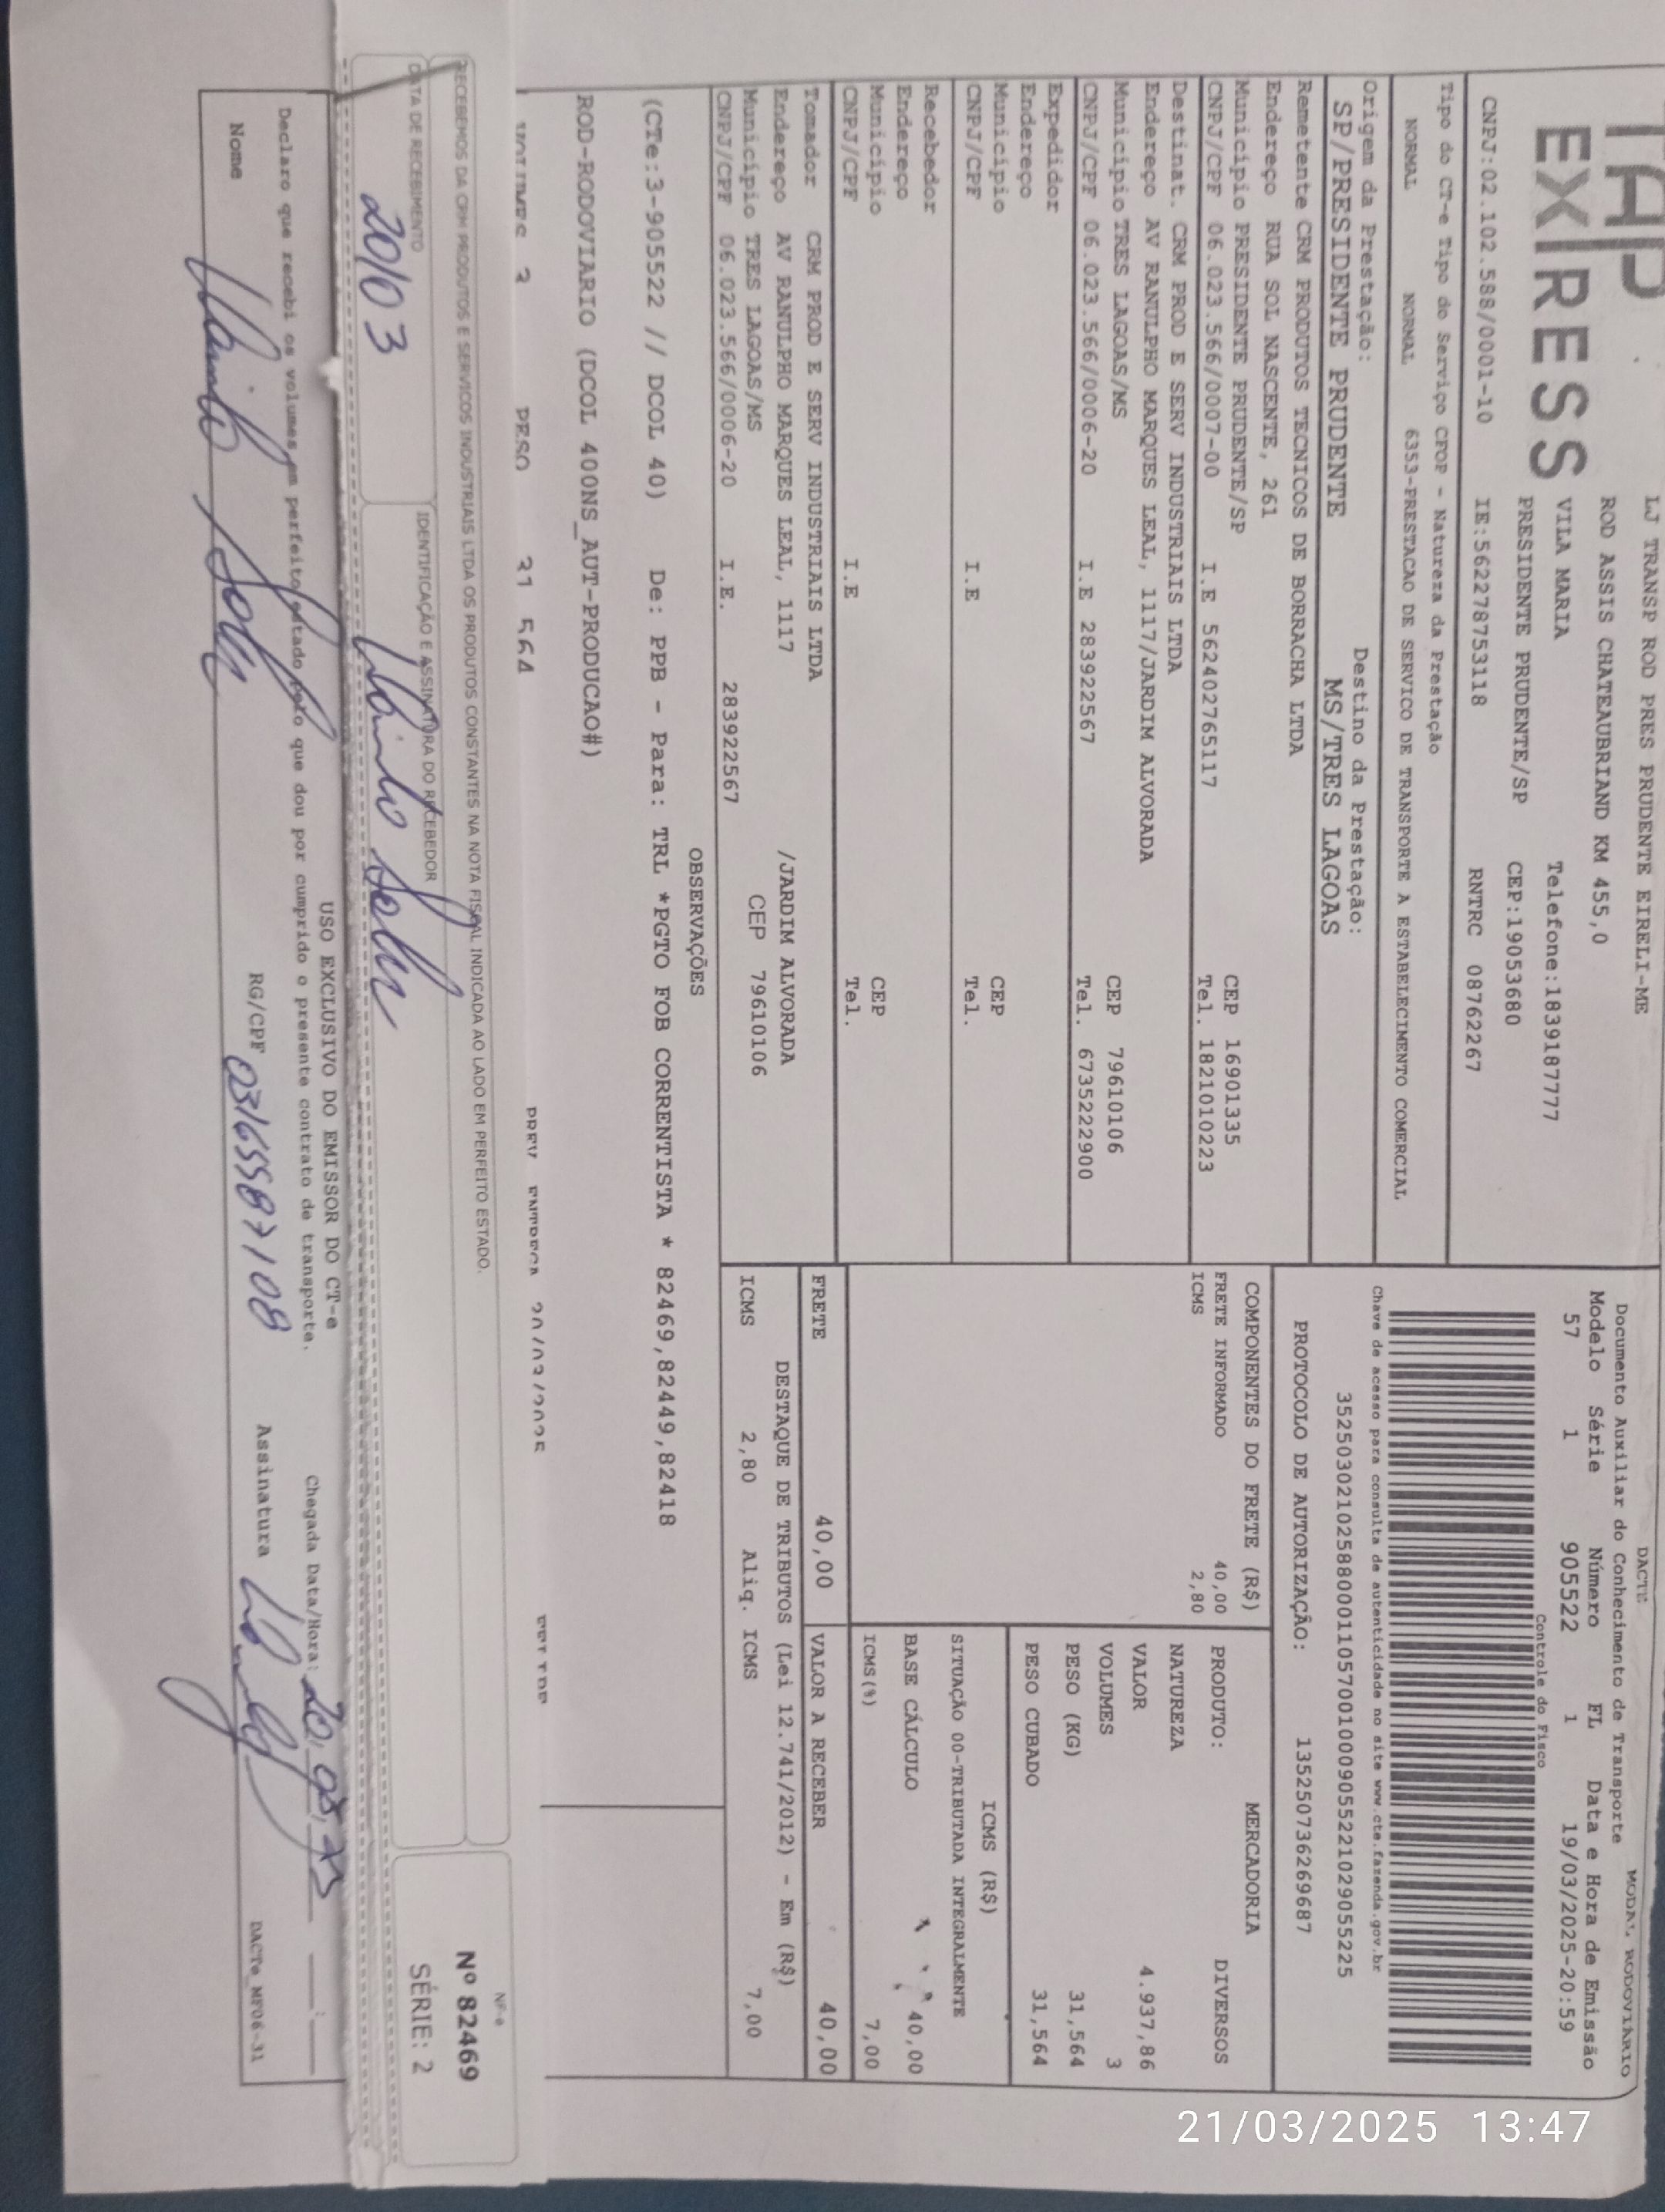 TAP
EXPRESS
LJ TRANSP ROD PRES PRUDENTE EIRELI-ME
ROD ASSIS CHATEAUBRIAND KM 455,0
VILA MARIA Telefone:1839187777
PRESIDENTE PRUDENTE/SP CEP:19053680
CNPJ:02.102.588/0001-10 IE:562278753118 RNTRC 08762267
DACTE MODAL RODOVIÁRIO
Documento Auxiliar do Conhecimento de Transporte
Modelo Série Número FL Data e Hora de Emissão
57 1 905522 1 19/03/2025-20:59
Controle do Fisco
Chave de acesso para consulta de autenticidade no site www.cte.fazenda.gov.br
35250302102588000110570010009055221029055225
PROTOCOLO DE AUTORIZAÇÃO: 135250736269687
Tipo do CT-e Tipo do Serviço CFOP - Natureza da Prestação
NORMAL NORMAL 6353-PRESTACAO DE SERVICO DE TRANSPORTE A ESTABELECIMENTO COMERCIAL
Origem da Prestação: Destino da Prestação:
SP/PRESIDENTE PRUDENTE MS/TRES LAGOAS
Remetente CRM PRODUTOS TECNICOS DE BORRACHA LTDA
Endereço RUA SOL NASCENTE, 261
Município PRESIDENTE PRUDENTE/SP CEP 16901335
CNPJ/CPF 06.023.566/0007-00 I.E 562402765117 Tel. 1821010223
Destinat. CRM PROD E SERV INDUSTRIAIS LTDA
Endereço AV RANULPHO MARQUES LEAL, 1117/JARDIM ALVORADA
Município TRES LAGOAS/MS CEP 79610106
CNPJ/CPF 06.023.566/0006-20 I.E 283922567 Tel. 6735222900
Expedidor
Endereço
Município CEP
CNPJ/CPF I.E Tel.
Recebedor
Endereço
Município CEP
CNPJ/CPF I.E Tel.
Tomador CRM PROD E SERV INDUSTRIAIS LTDA
Endereço AV RANULPHO MARQUES LEAL, 1117 /JARDIM ALVORADA
Município TRES LAGOAS/MS CEP 79610106
CNPJ/CPF 06.023.566/0006-20 I.E. 283922567
COMPONENTES DO FRETE (R$)
FRETE INFORMADO 40,00
ICMS 2,80
MERCADORIA
PRODUTO: DIVERSOS
NATUREZA
VALOR 4.937,86
VOLUMES 3
PESO (KG) 31,564
PESO CUBADO 31,564
ICMS (R$)
SITUAÇÃO 00-TRIBUTADA INTEGRALMENTE
BASE CÁLCULO 40,00
ICMS(%) 7,00
FRETE 40,00 VALOR A RECEBER 40,00
DESTAQUE DE TRIBUTOS (Lei 12.741/2012) - Em (R$)
ICMS 2,80 Aliq. ICMS 7,00
OBSERVAÇÕES
(CTe:3-905522 // DCOL 40) De: PPB - Para: TRL *PGTO FOB CORRENTISTA * 82469,82449,82418
ROD-RODOVIARIO (DCOL 400NS_AUT-PRODUCAO#)
VOLUMES 3 PESO 31,564 PREV ENTREGA 20/03/2025
RECEBEMOS DA CRM PRODUTOS E SERVICOS INDUSTRIAIS LTDA OS PRODUTOS CONSTANTES NA NOTA FISCAL INDICADA AO LADO EM PERFEITO ESTADO.
DATA DE RECEBIMENTO IDENTIFICAÇÃO E ASSINATURA DO RECEBEDOR
20/03
NF-e
Nº 82469
SÉRIE: 2
USO EXCLUSIVO DO EMISSOR DO CT-e
Declaro que recebi os volumes em perfeito estado pelo que dou por cumprido o presente contrato de transporte.
Chegada Data/Hora:
Nome RG/CPF 03165587108 Assinatura
DACTe_MF06-31
21/03/2025 13:47